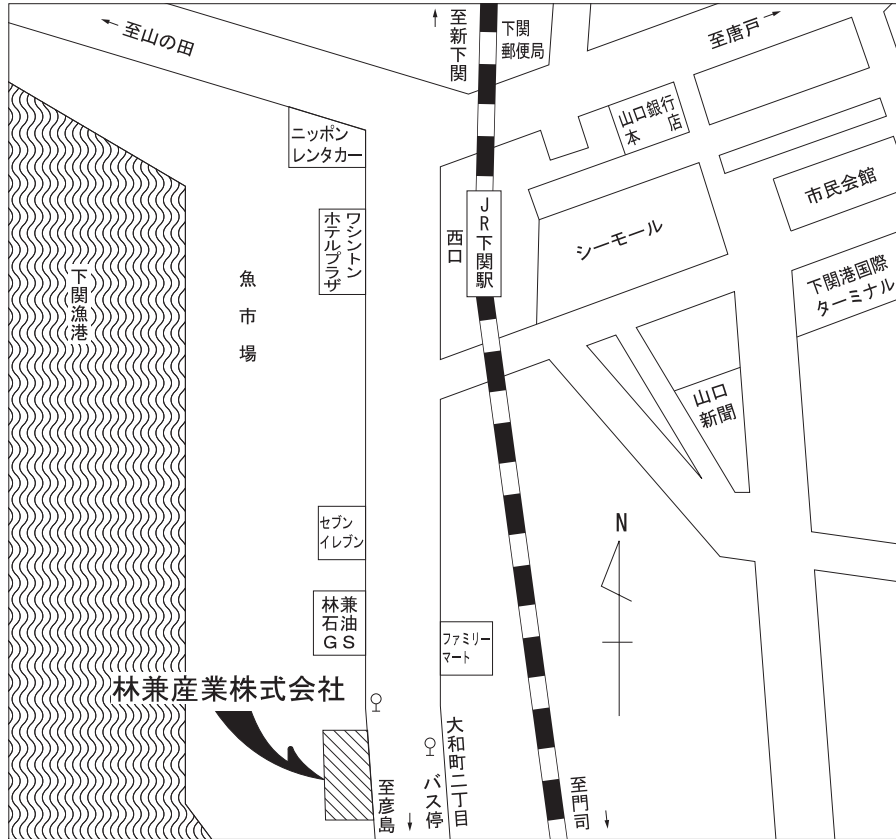 至山の田
至新下関
下関
郵便局
至唐戸
ニッポン
レンタカー
山口銀行
本店
市民会館
ワシントン
ホテルプラザ
西口
JR下関駅
シーモール
下関港国際
ターミナル
下関漁港
魚市場
山口
新聞
セブン
イレブン
N
林兼
石油
GS
ファミリー
マート
林兼産業株式会社
大和町二丁目
バス停
至彦島
至門司